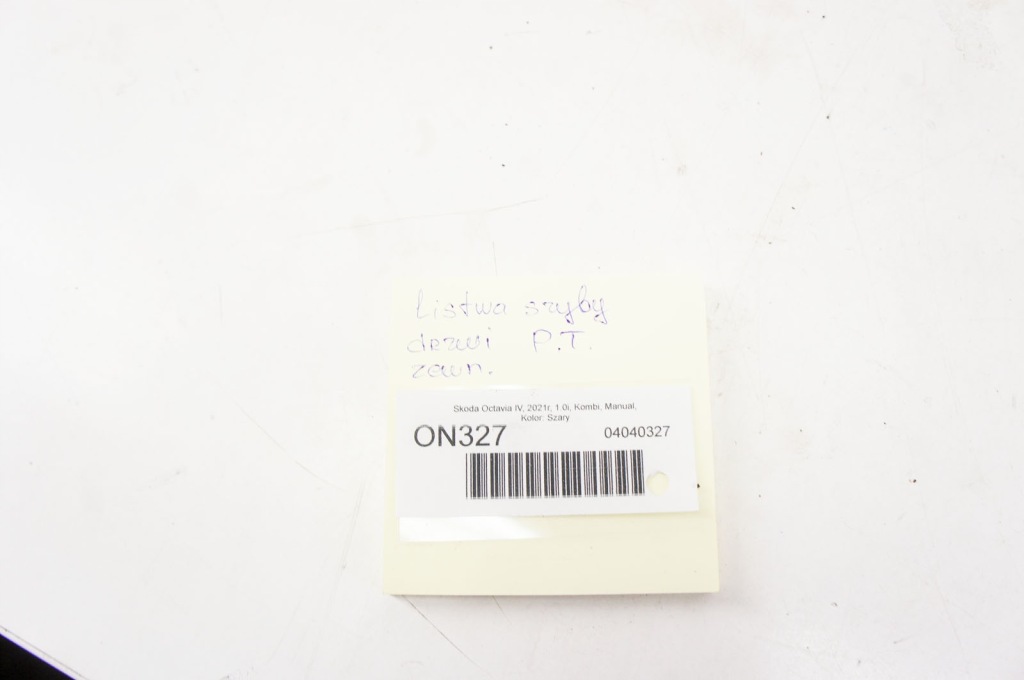 Listwa szyby
drzwi P.T.
zewn.
Skoda Octavia IV, 2021r, 1.0i, Kombi, Manual,
Kolor: Szary
ON327 04040327